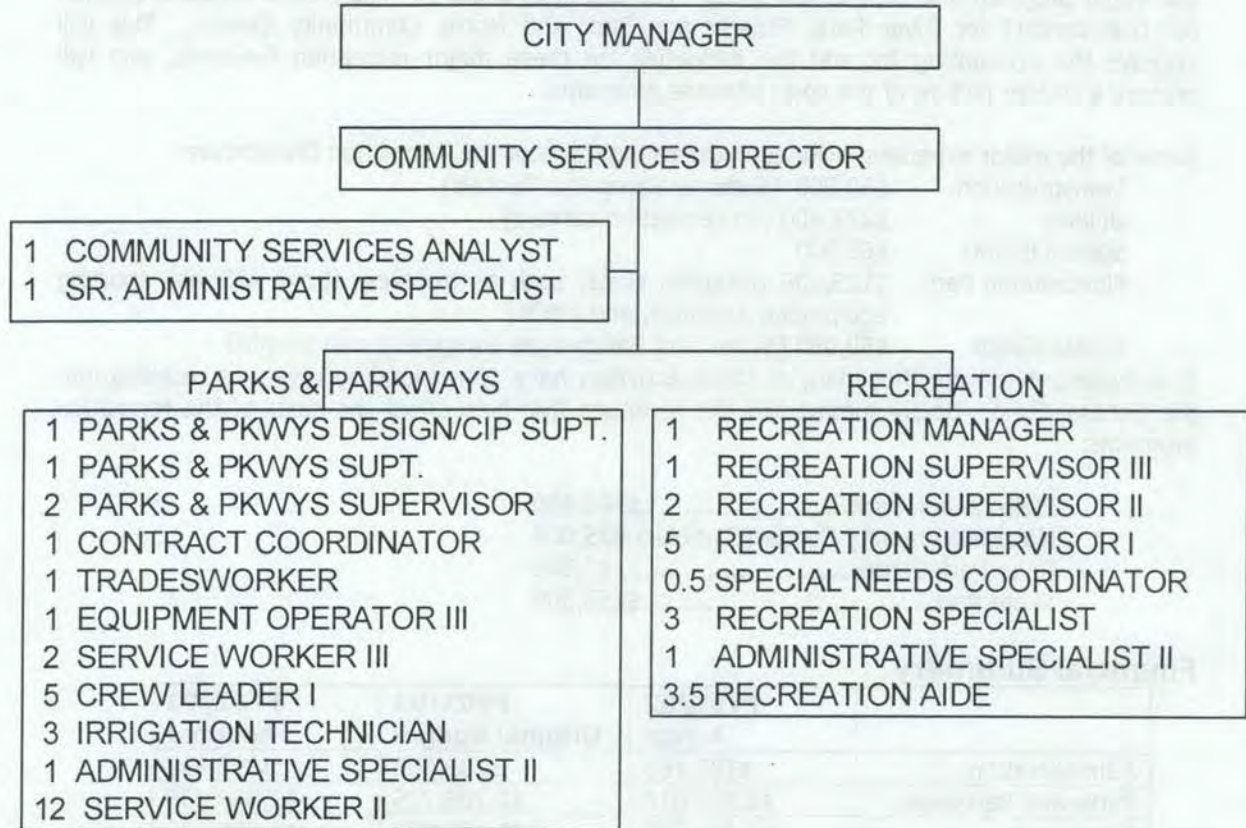 CITY MANAGER
COMMUNITY SERVICES DIRECTOR
1 COMMUNITY SERVICES ANALYST
1 SR. ADMINISTRATIVE SPECIALIST
PARKS & PARKWAYS
1 PARKS & PKWYS DESIGN/CIP SUPT.
1 PARKS & PKWYS SUPT.
2 PARKS & PKWYS SUPERVISOR
1 CONTRACT COORDINATOR
1 TRADESWORKER
1 EQUIPMENT OPERATOR III
2 SERVICE WORKER III
5 CREW LEADER I
3 IRRIGATION TECHNICIAN
1 ADMINISTRATIVE SPECIALIST II
12 SERVICE WORKER II
RECREATION
1 RECREATION MANAGER
1 RECREATION SUPERVISOR III
2 RECREATION SUPERVISOR II
5 RECREATION SUPERVISOR I
0.5 SPECIAL NEEDS COORDINATOR
3 RECREATION SPECIALIST
1 ADMINISTRATIVE SPECIALIST II
3.5 RECREATION AIDE